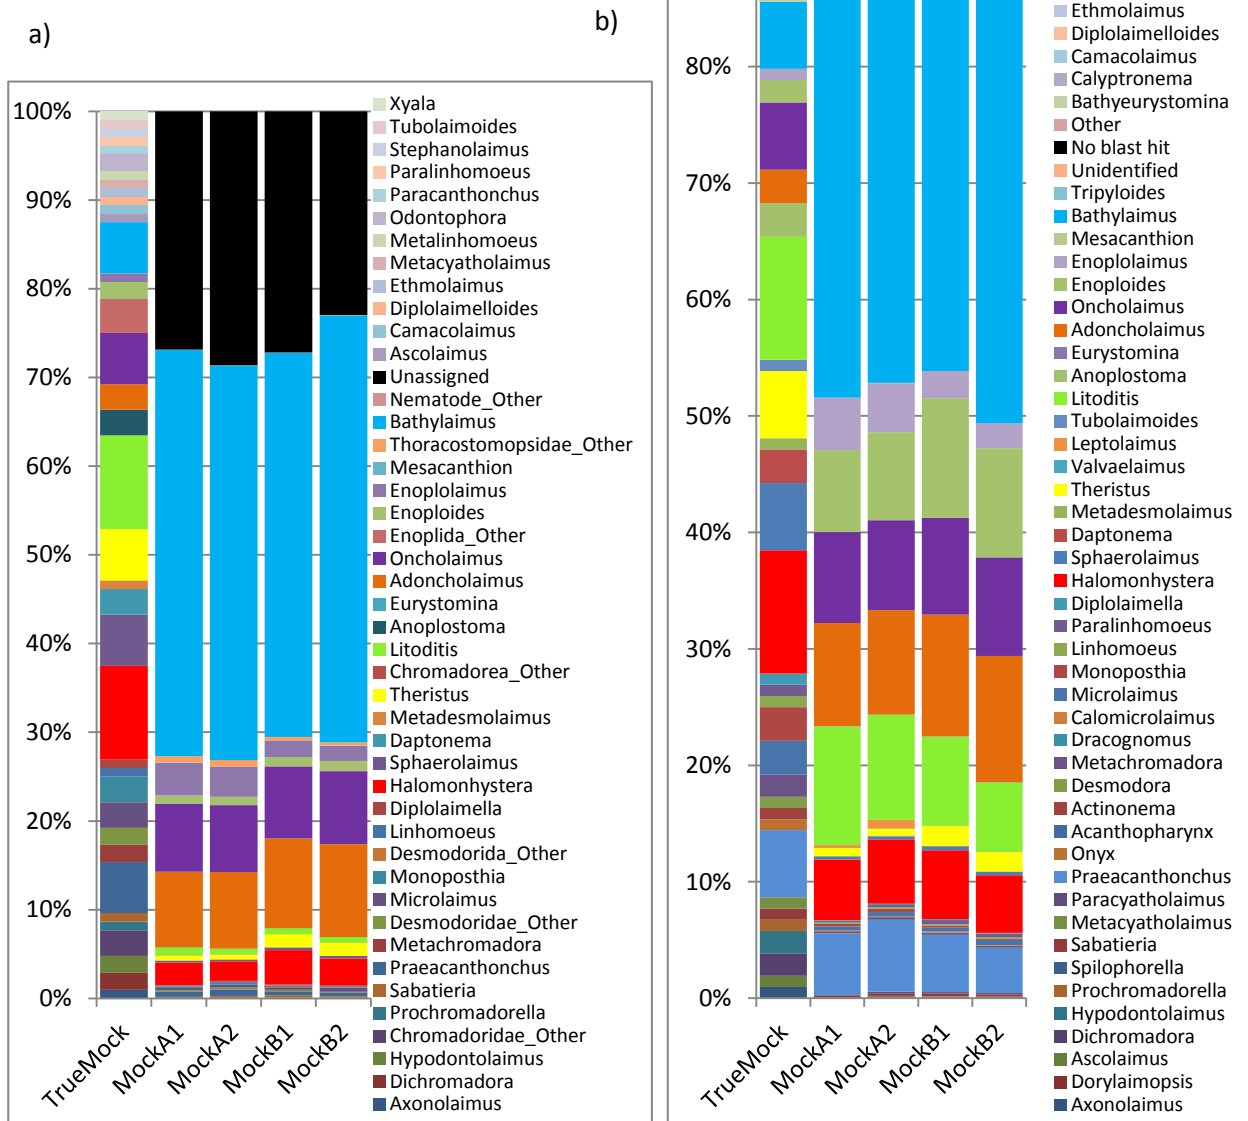 a)
100%
90%
80%
70%
60%
50%
40%
30%
20%
10%
0%
TrueMock
MockA1
MockA2
MockB1
MockB2
Xyala
Tubolaimoides
Stephanolaimus
Paralinhomoeus
Paracanthonchus
Odontophora
Metalinhomoeus
Metacyatholaimus
Ethmolaimus
Diplolaimelloides
Camacolaimus
Ascolaimus
Unassigned
Nematode_Other
Bathylaimus
Thoracostomopsidae_Other
Mesacanthion
Enoplolaimus
Enoploides
Enoplida_Other
Oncholaimus
Adoncholaimus
Eurystomina
Anoplostoma
Litoditis
Chromadorea_Other
Theristus
Metadesmolaimus
Daptonema
Sphaerolaimus
Halomonhystera
Diplolaimella
Linhomoeus
Desmodorida_Other
Monoposthia
Microlaimus
Desmodoridae_Other
Metachromadora
Praeacanthonchus
Sabatieria
Prochromadorella
Chromadoridae_Other
Hypodontolaimus
Dichromadora
Axonolaimus
b)
80%
70%
60%
50%
40%
30%
20%
10%
0%
TrueMock
MockA1
MockA2
MockB1
MockB2
Ethmolaimus
Diplolaimelloides
Camacolaimus
Calyptronema
Bathyeurystomina
Other
No blast hit
Unidentified
Tripyloides
Bathylaimus
Mesacanthion
Enoplolaimus
Enoploides
Oncholaimus
Adoncholaimus
Eurystomina
Anoplostoma
Litoditis
Tubolaimoides
Leptolaimus
Valvaelaimus
Theristus
Metadesmolaimus
Daptonema
Sphaerolaimus
Halomonhystera
Diplolaimella
Paralinhomoeus
Linhomoeus
Monoposthia
Microlaimus
Calomicrolaimus
Dracognomus
Metachromadora
Desmodora
Actinonema
Acanthopharynx
Onyx
Praeacanthonchus
Paracyatholaimus
Metacyatholaimus
Sabatieria
Spilophorella
Prochromadorella
Hypodontolaimus
Dichromadora
Ascolaimus
Dorylaimopsis
Axonolaimus